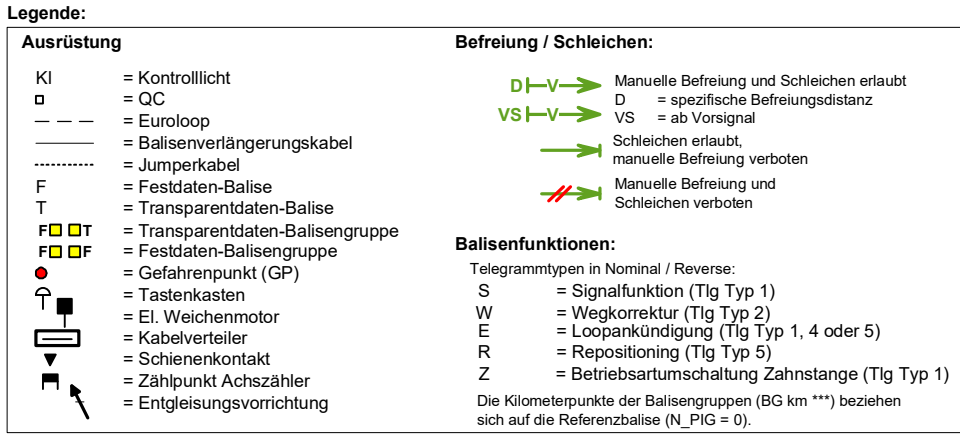 Legende:
Ausrüstung
KI = Kontrolllicht
= QC
= Euroloop
= Balisenverlängerungskabel
= Jumperkabel
F = Festdaten-Balise
T = Transparentdaten-Balise
F T = Transparentdaten-Balisengruppe
F F = Festdaten-Balisengruppe
= Gefahrenpunkt (GP)
= Tastenkasten
= El. Weichenmotor
= Kabelverteiler
= Schienenkontakt
= Zählpunkt Achszähler
= Entgleisungsvorrichtung
Befreiung / Schleichen:
D V Manuelle Befreiung und Schleichen erlaubt
D = spezifische Befreiungsdistanz
VS V VS = ab Vorsignal
Schleichen erlaubt,
manuelle Befreiung verboten
Manuelle Befreiung und
Schleichen verboten
Balisenfunktionen:
Telegrammtypen in Nominal / Reverse:
S = Signalfunktion (Tlg Typ 1)
W = Wegkorrektur (Tlg Typ 2)
E = Loopankündigung (Tlg Typ 1, 4 oder 5)
R = Repositioning (Tlg Typ 5)
Z = Betriebsartumschaltung Zahnstange (Tlg Typ 1)
Die Kilometerpunkte der Balisengruppen (BG km ***) beziehen
sich auf die Referenzbalise (N_PIG = 0).